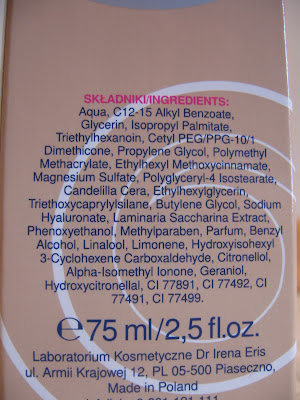 SKŁADNIKI/INGREDIENTS:
Aqua, C12-15 Alkyl Benzoate,
Glycerin, Isopropyl Palmitate,
Triethylhexanoin, Cetyl PEG/PPG-10/1
Dimethicone, Propylene Glycol, Polymethyl
Methacrylate, Ethylhexyl Methoxycinnamate,
Magnesium Sulfate, Polyglyceryl-4 Isostearate,
Candelilla Cera, Ethylhexylglycerin,
Triethoxycaprylylsilane, Butylene Glycol, Sodium
Hyaluronate, Laminaria Saccharina Extract,
Phenoxyethanol, Methylparaben, Parfum, Benzyl
Alcohol, Linalool, Limonene, Hydroxyisohexyl
3-Cyclohexene Carboxaldehyde, Citronellol,
Alpha-Isomethyl Ionone, Geraniol,
Hydroxycitronellal, CI 77891, CI 77492, CI
77491, CI 77499.
℮75 ml/2,5 fl.oz.
Laboratorium Kosmetyczne Dr Irena Eris
ul. Armii Krajowej 12, PL 05-500 Piaseczno,
Made in Poland